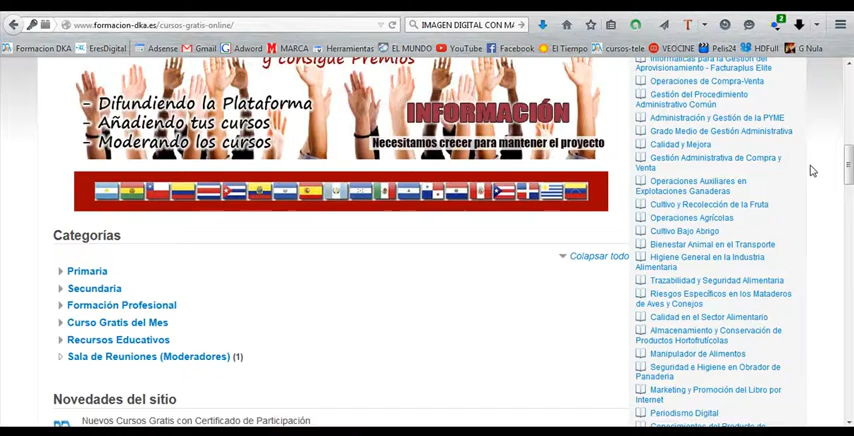 www.formacion-dka.es/cursos-gratis-online/
IMAGEN DIGITAL CON MA
2
Formacion DKA
EresDigital
Adsense
Gmail
Adword
MARCA
Herramientas
EL MUNDO
YouTube
Facebook
El Tiempo
cursos-tele
VEOCINE
Pelis24
HDFull
G Nula
y consigue Premios
- Difundiendo la Plataforma
- Añadiendo tus cursos
- Moderando los cursos
INFORMACIÓN
Necesitamos crecer para mantener el proyecto
Categorías
Colapsar todo
Primaria
Secundaria
Formación Profesional
Curso Gratis del Mes
Recursos Educativos
Sala de Reuniones (Moderadores) (1)
Novedades del sitio
Nuevos Cursos Gratis con Certificado de Participación
Informáticas para la Gestión del
Aprovisionamiento - Facturaplus Elite
Operaciones de Compra-Venta
Gestión del Procedimiento
Administrativo Común
Administración y Gestión de la PYME
Grado Medio de Gestión Administrativa
Calidad y Mejora
Gestión Administrativa de Compra y
Venta
Operaciones Auxiliares en
Explotaciones Ganaderas
Cultivo y Recolección de la Fruta
Operaciones Agrícolas
Cultivo Bajo Abrigo
Bienestar Animal en el Transporte
Higiene General en la Industria
Alimentaria
Trazabilidad y Seguridad Alimentaria
Riesgos Específicos en los Mataderos
de Aves y Conejos
Calidad en el Sector Alimentario
Almacenamiento y Conservación de
Productos Hortofrutícolas
Manipulador de Alimentos
Seguridad e Higiene en Obrador de
Panadería
Marketing y Promoción del Libro por
Internet
Periodismo Digital
Conocimientos del Producto de